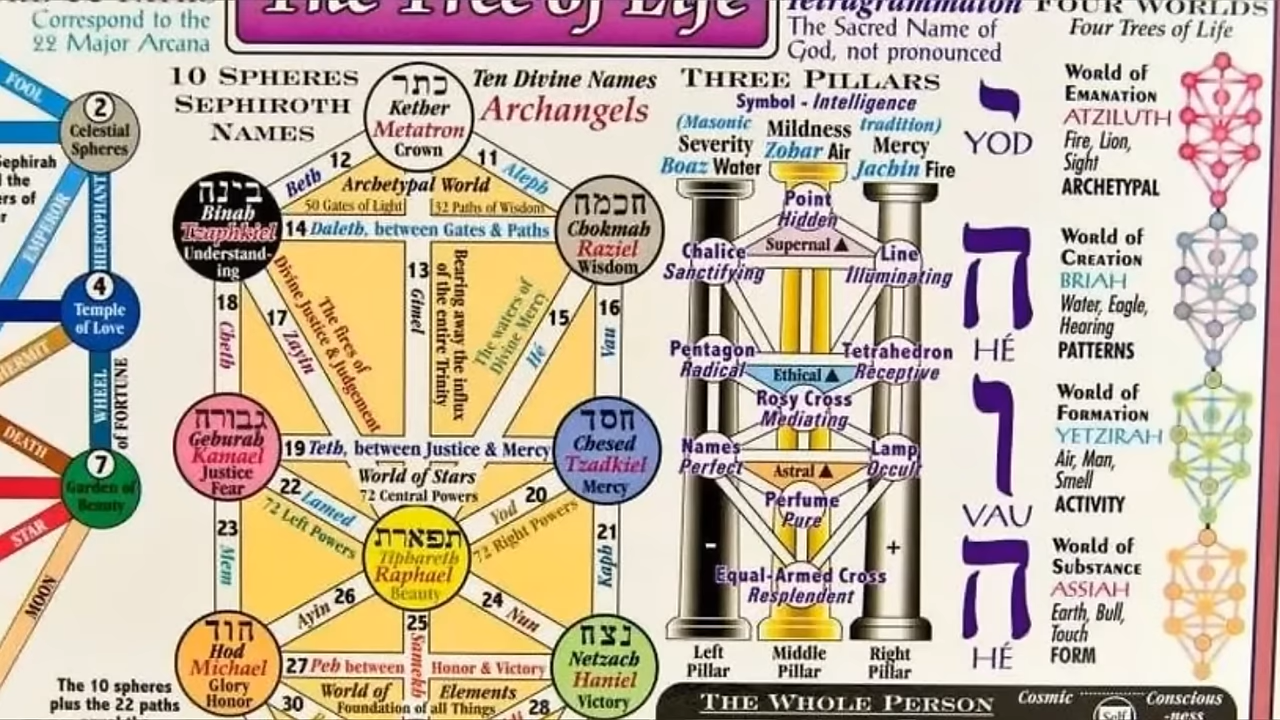 Correspond to the
22 Major Arcana
FOOL
2
Celestial
Spheres
EMPEROR
HIEROPHANT
4
Temple
of Love
HERMIT
WHEEL
of FORTUNE
DEATH
7
Garden of
Beauty
STAR
MOON
The 10 spheres
plus the 22 paths
The Tree of Life
10 SPHERES
SEPHIROTH
NAMES
כתר
Kether
Metatron
Crown
Ten Divine Names
Archangels
12
Beth
11
Aleph
Archetypal World
50 Gates of Light
32 Paths of Wisdom
בינה
Binah
Tzaphkiel
Understand-
ing
חכמה
Chokmah
Raziel
Wisdom
14 Daleth, between Gates & Paths
18
Cheth
17
Zayin
Divine Justice & Judgement
The fires of
13
Gimel
Bearing away the influx
of the entire Trinity
The waters of
Divine Mercy
15
Hé
16
Vau
גבורה
Geburah
Kamael
Justice
Fear
19 Teth, between Justice & Mercy
חסד
Chesed
Tzadkiel
Mercy
World of Stars
72 Central Powers
22 Lamed
72 Left Powers
Yod 20
72 Right Powers
תפארת
Tiphareth
Raphael
Beauty
23
Mem
21
Kaph
Ayin 26
25
Samekh
24 Nun
הוד
Hod
Michael
Glory
Honor
27 Peh between Honor & Victory
נצח
Netzach
Haniel
Victory
World of Elements
Foundation of all Things
30
28
Tetragrammaton
The Sacred Name of
God, not pronounced
THREE PILLARS
Symbol - Intelligence
(Masonic tradition)
Severity Mildness Mercy
Boaz Water Zohar Air Jachin Fire
Point
Hidden
Supernal ▲
Chalice
Sanctifying
Line
Illuminating
Pentagon
Radical
Tetrahedron
Receptive
Ethical ▲
Rosy Cross
Mediating
Names
Perfect
Lamp
Occult
Astral ▲
Perfume
Pure
-
+
Equal-Armed Cross
Resplendent
Left
Pillar
Middle
Pillar
Right
Pillar
י
YOD
ה
HÉ
ו
VAU
ה
HÉ
FOUR WORLDS
Four Trees of Life
World of
EMANATION
ATZILUTH
Fire, Lion,
Sight
ARCHETYPAL
World of
CREATION
BRIAH
Water, Eagle,
Hearing
PATTERNS
World of
FORMATION
YETZIRAH
Air, Man,
Smell
ACTIVITY
World of
SUBSTANCE
ASSIAH
Earth, Bull,
Touch
FORM
THE WHOLE PERSON
Cosmic Conscious
-ness
Self